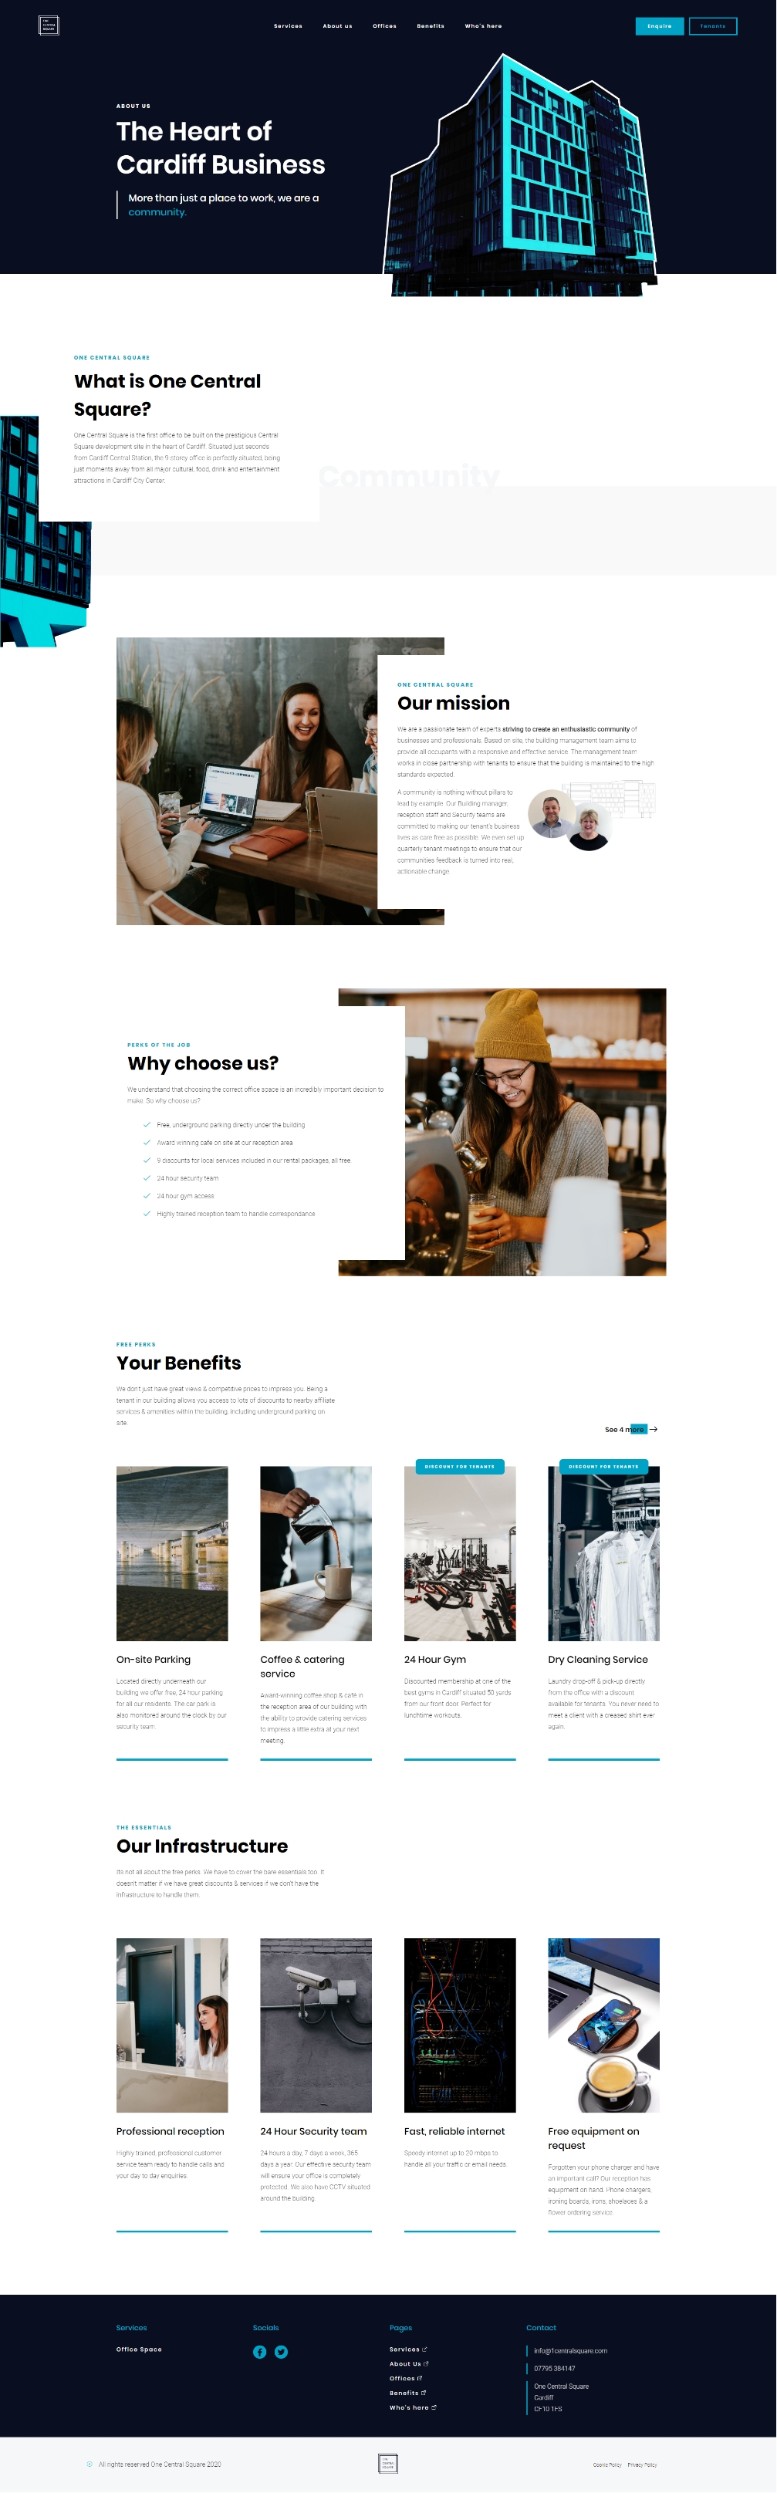 THE
CENTRAL
SQUARE
Services About us Offices Benefits Who's here Enquire Tenants
ABOUT US
The Heart of
Cardiff Business
More than just a place to work, we are a
community.
ONE CENTRAL SQUARE
What is One Central
Square?
One Central Square is the first office to be built on the prestigious Central
Square development site in the heart of Cardiff. Situated just seconds
from Cardiff Central Station, the 9-storey office is perfectly situated, being
just moments away from all major cultural, food, drink and entertainment
attractions in Cardiff City Center.
Community
ONE CENTRAL SQUARE
Our mission
We are a passionate team of experts striving to create an enthusiastic community of
businesses and professionals. Based on site, the building management team aims to
provide all occupants with a responsive and effective service. The management team
works in close partnership with tenants to ensure that the building is maintained to the high
standards expected.
A community is nothing without pillars to
lead by example. Our Building manager,
reception staff and Security teams are
committed to making our tenant's business
lives as care free as possible. We even set up
quarterly tenant meetings to ensure that our
communities feedback is turned into real,
actionable change.
PERKS OF THE JOB
Why choose us?
We understand that choosing the correct office space is an incredibly important decision to
make. So why choose us?
Free, underground parking directly under the building
Award winning cafe on site at our reception area
9 discounts for local services included in our rental packages, all free.
24 hour security team
24 hour gym access
Highly trained reception team to handle correspondance
FREE PERKS
Your Benefits
We don't just have great views & competitive prices to impress you. Being a
tenant in our building allows you access to lots of discounts to nearby affiliate
services & amenities within the building, including underground parking on
site.
See 4 more
DISCOUNT FOR TENANTS
DISCOUNT FOR TENANTS
On-site Parking
Located directly underneath our
building we offer free, 24 hour parking
for all our residents. The car park is
also monitored around the clock by our
security team.
Coffee & catering
service
Award-winning coffee shop & café in
the reception area of our building with
the ability to provide catering services
to impress a little extra at your next
meeting.
24 Hour Gym
Discounted membership at one of the
best gyms in Cardiff situated 50 yards
from our front door. Perfect for
lunchtime workouts.
Dry Cleaning Service
Laundry drop-off & pick-up directly
from the office with a discount
available for tenants. You never need to
meet a client with a creased shirt ever
again.
THE ESSENTIALS
Our Infrastructure
Its not all about the free perks. We have to cover the bare essentials too. It
doesn't matter if we have great discounts & services if we don't have the
infrastructure to handle them.
Professional reception
Highly trained, professional customer
service team ready to handle calls and
your day to day enquiries
24 Hour Security team
24 hours a day, 7 days a week, 365
days a year. Our effective security team
will ensure your office is completely
protected. We also have CCTV situated
around the building.
Fast, reliable internet
Speedy internet up to 20 mbps to
handle all your traffic or email needs.
Free equipment on
request
Forgotten your phone charger and have
an important call? Our reception has
equipment on hand. Phone chargers,
ironing boards, irons, shoelaces & a
flower ordering service.
Services
Office Space
Socials
Pages
Services
About Us
Offices
Benefits
Who's here
Contact
info@1centralsquare.com
07795 384147
One Central Square
Cardiff
CF10 1FS
© All rights reserved One Central Square 2020
THE
CENTRAL
SQUARE
Cookie Policy Privacy Policy